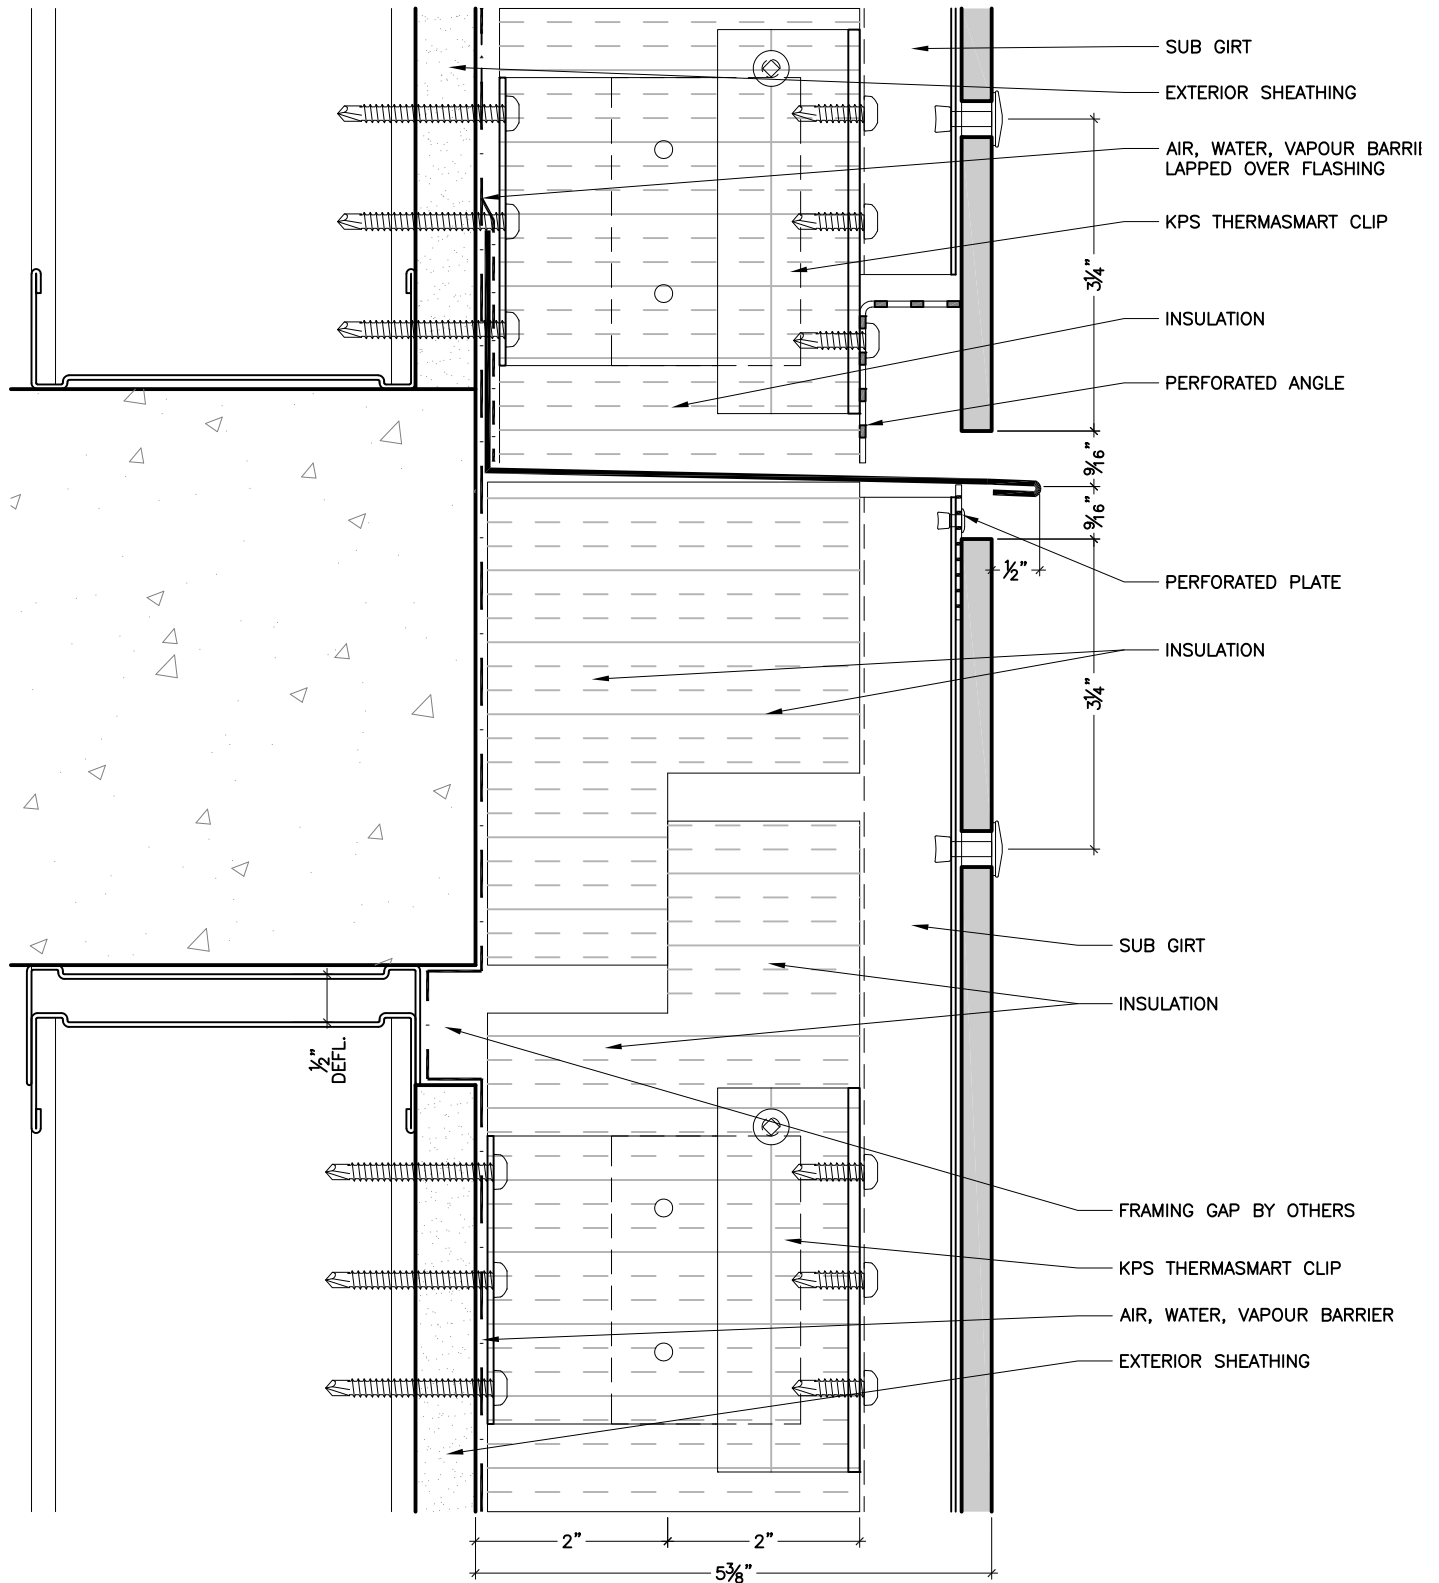 SUB GIRT
EXTERIOR SHEATHING
AIR, WATER, VAPOUR BARRIE
LAPPED OVER FLASHING
KPS THERMASMART CLIP
3¼"
INSULATION
PERFORATED ANGLE
9/16"
9/16"
½"
PERFORATED PLATE
INSULATION
3¼"
SUB GIRT
INSULATION
½"
DEFL.
FRAMING GAP BY OTHERS
KPS THERMASMART CLIP
AIR, WATER, VAPOUR BARRIER
EXTERIOR SHEATHING
2" 2"
5⅜"